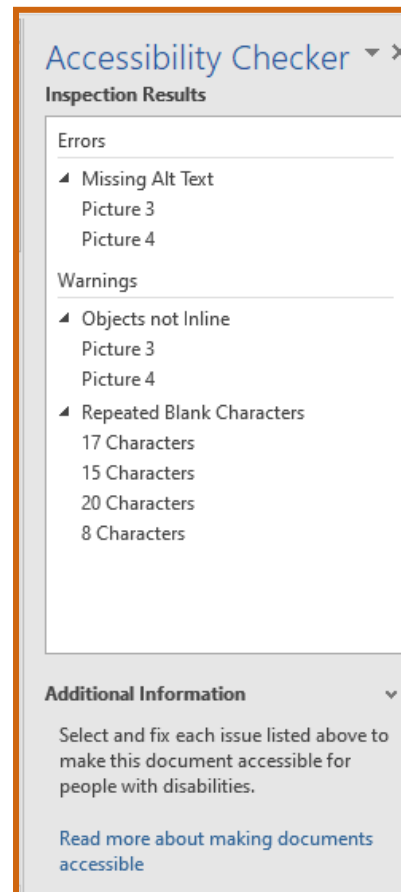 Accessibility Checker
Inspection Results
Errors
Missing Alt Text
Picture 3
Picture 4
Warnings
Objects not Inline
Picture 3
Picture 4
Repeated Blank Characters
17 Characters
15 Characters
20 Characters
8 Characters
Additional Information
Select and fix each issue listed above to
make this document accessible for
people with disabilities.
Read more about making documents
accessible